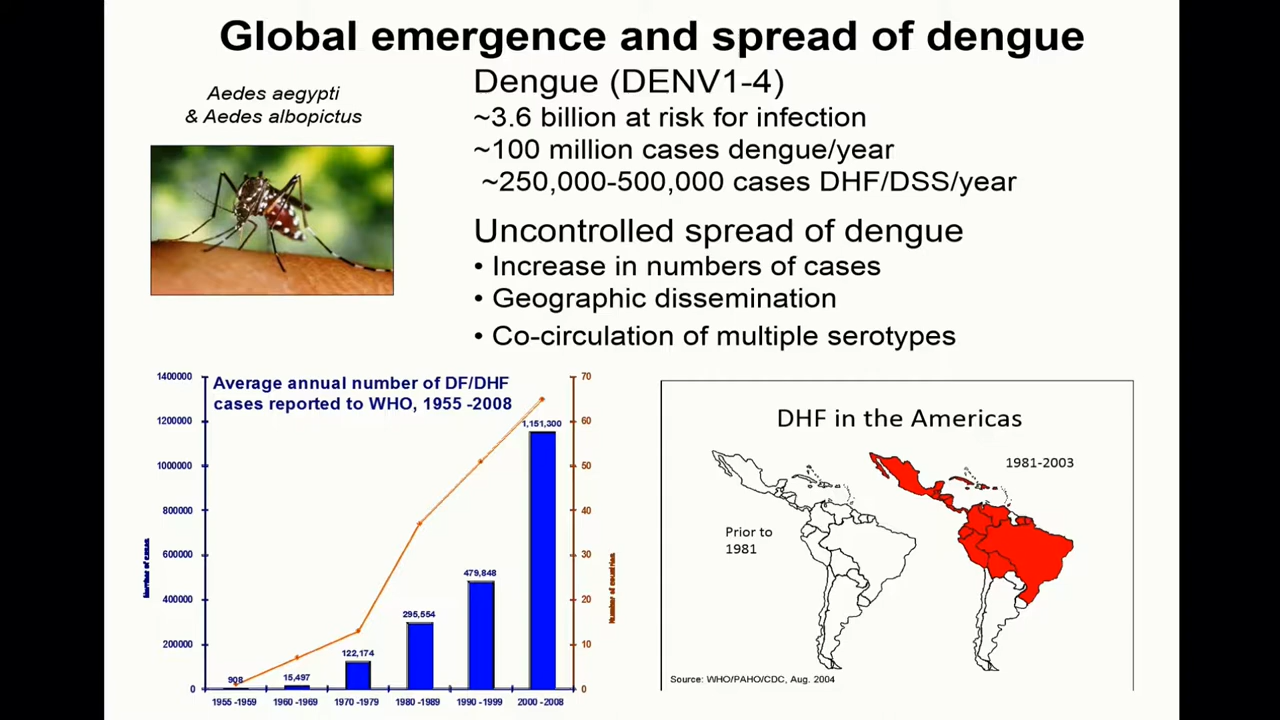 Global emergence and spread of dengue
Aedes aegypti
& Aedes albopictus
Dengue (DENV1-4)
~3.6 billion at risk for infection
~100 million cases dengue/year
~250,000-500,000 cases DHF/DSS/year
Uncontrolled spread of dengue
• Increase in numbers of cases
• Geographic dissemination
• Co-circulation of multiple serotypes
Average annual number of DF/DHF
cases reported to WHO, 1955 -2008
1400000
1200000
1000000
800000
600000
400000
200000
0
Number of cases
908
15,497
122,174
295,554
479,848
1,151,300
70
60
50
40
30
20
10
0
Number of countries
1955 -1959
1960 -1969
1970 -1979
1980 -1989
1990 -1999
2000 -2008
DHF in the Americas
1981-2003
Prior to
1981
Source: WHO/PAHO/CDC, Aug. 2004